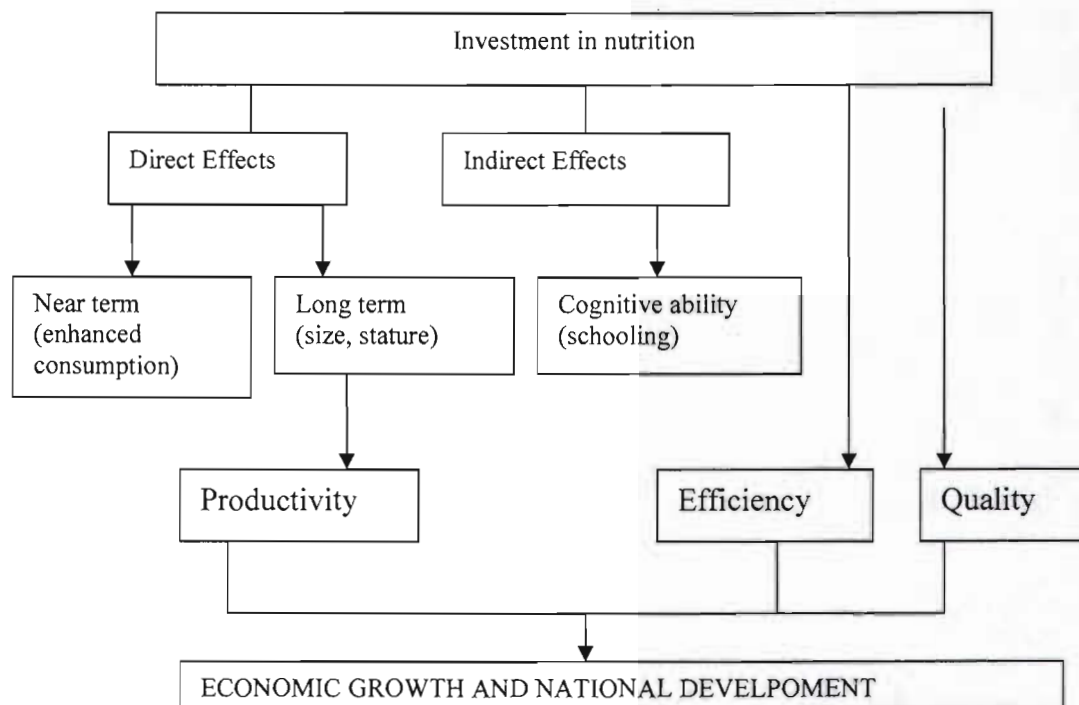 Investment in nutrition
Direct Effects
Indirect Effects
Near term
(enhanced
consumption)
Long term
(size, stature)
Cognitive ability
(schooling)
Productivity
Efficiency
Quality
ECONOMIC GROWTH AND NATIONAL DEVELPOMENT